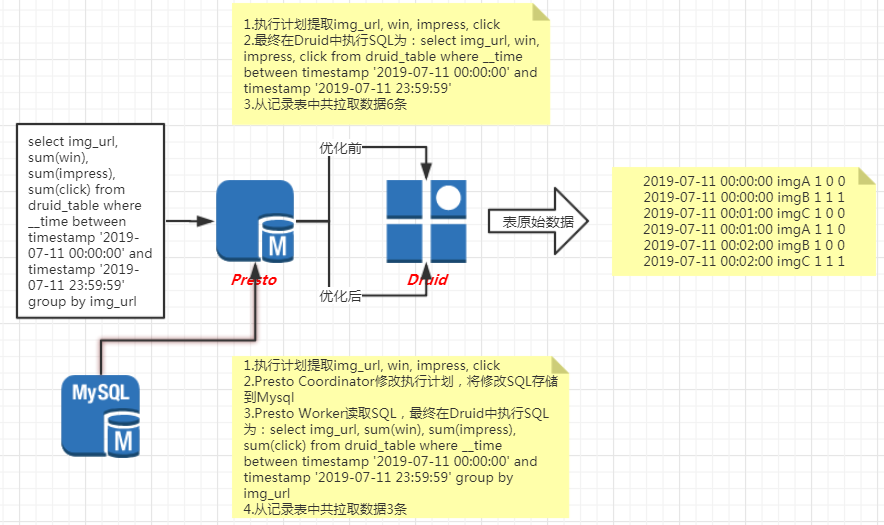 1.执行计划提取img_url, win, impress, click
2.最终在Druid中执行SQL为：select img_url, win,
impress, click from druid_table where __time
between timestamp '2019-07-11 00:00:00' and
timestamp '2019-07-11 23:59:59'
3.从记录表中共拉取数据6条
select img_url,
sum(win),
sum(impress),
sum(click) from
druid_table where
__time between
timestamp '2019-
07-11 00:00:00' and
timestamp '2019-
07-11 23:59:59'
group by img_url
优化前
Presto
M
优化后
Druid
表原始数据
2019-07-11 00:00:00 imgA 1 0 0
2019-07-11 00:00:00 imgB 1 1 1
2019-07-11 00:01:00 imgC 1 0 0
2019-07-11 00:01:00 imgA 1 1 0
2019-07-11 00:02:00 imgB 1 0 0
2019-07-11 00:02:00 imgC 1 1 1
MySQL
M
1.执行计划提取img_url, win, impress, click
2.Presto Coordinator修改执行计划，将修改SQL存储
到Mysql
3.Presto Worker读取SQL，最终在Druid中执行SQL
为：select img_url, sum(win), sum(impress),
sum(click) from druid_table where __time
between timestamp '2019-07-11 00:00:00' and
timestamp '2019-07-11 23:59:59' group by
img_url
4.从记录表中共拉取数据3条